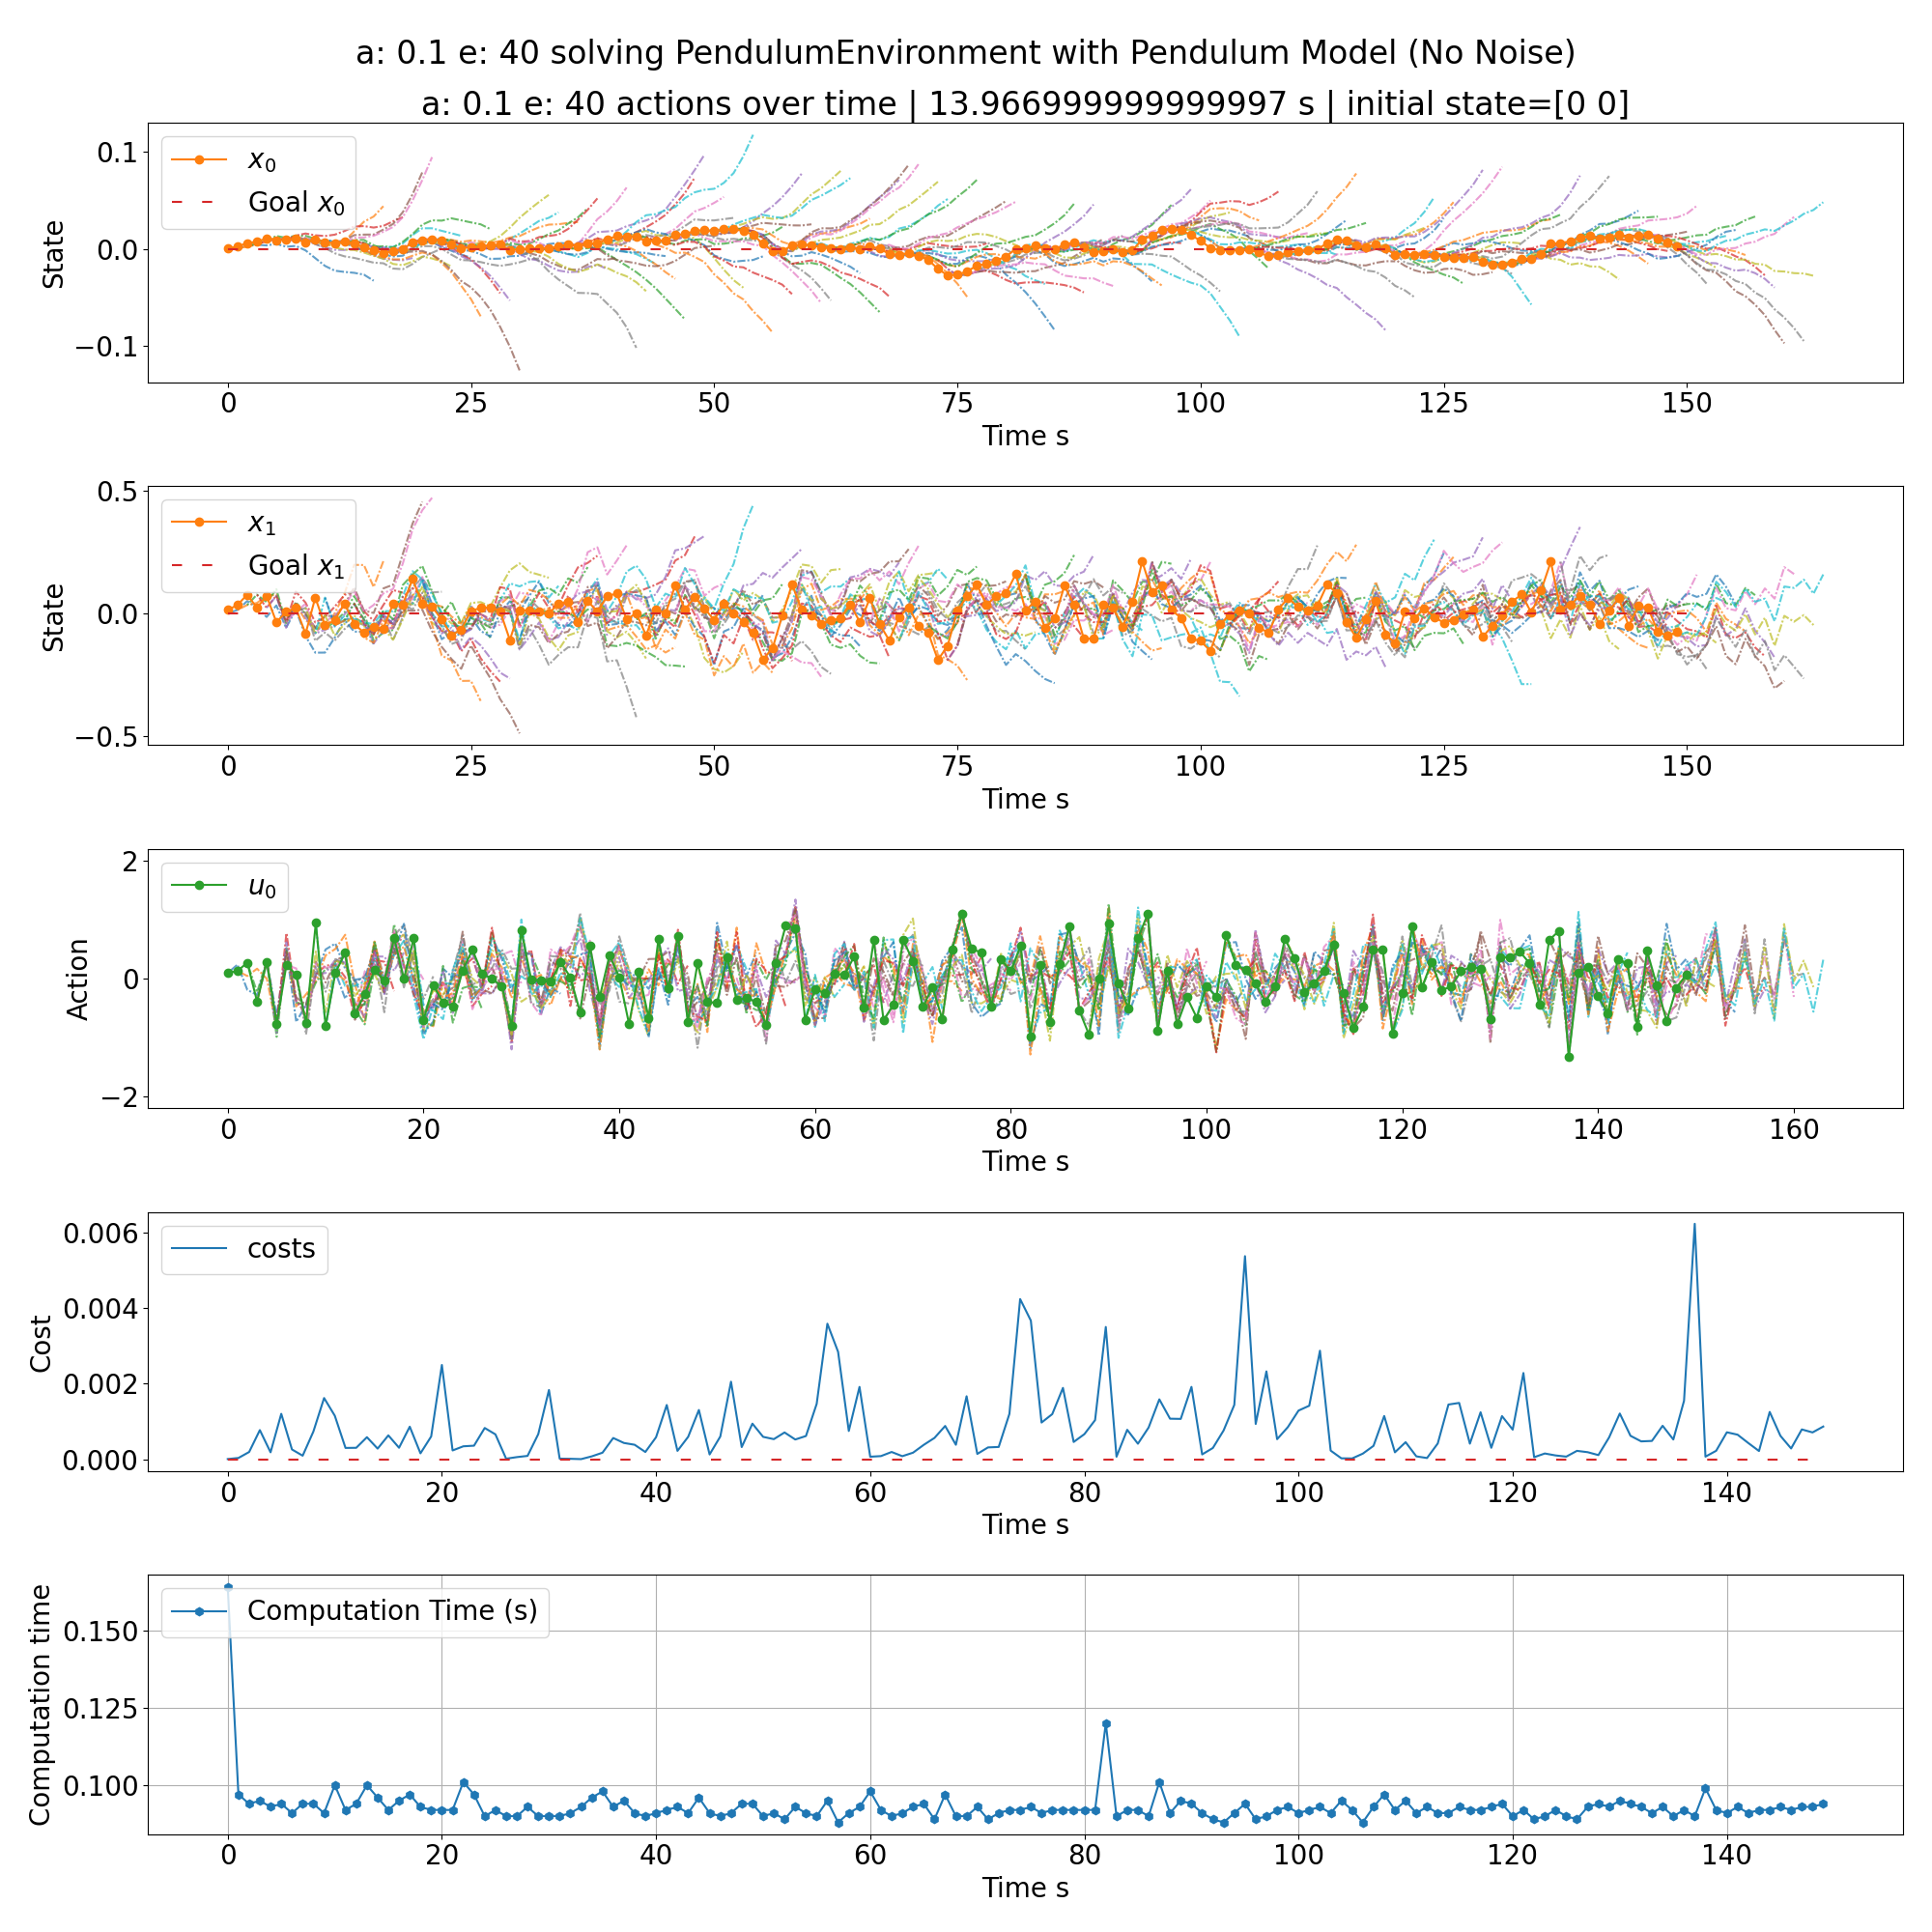 a: 0.1 e: 40 solving PendulumEnvironment with Pendulum Model (No Noise)
a: 0.1 e: 40 actions over time | 13.966999999999997 s | initial state=[0 0]
0.1
0.0
−0.1
State
x₀
Goal x₀
0 25 50 75 100 125 150
Time s
0.5
0.0
−0.5
State
x₁
Goal x₁
0 25 50 75 100 125 150
Time s
2
0
−2
Action
u₀
0 20 40 60 80 100 120 140 160
Time s
0.006
0.004
0.002
0.000
Cost
costs
0 20 40 60 80 100 120 140
Time s
0.150
0.125
0.100
Computation time
Computation Time (s)
0 20 40 60 80 100 120 140
Time s